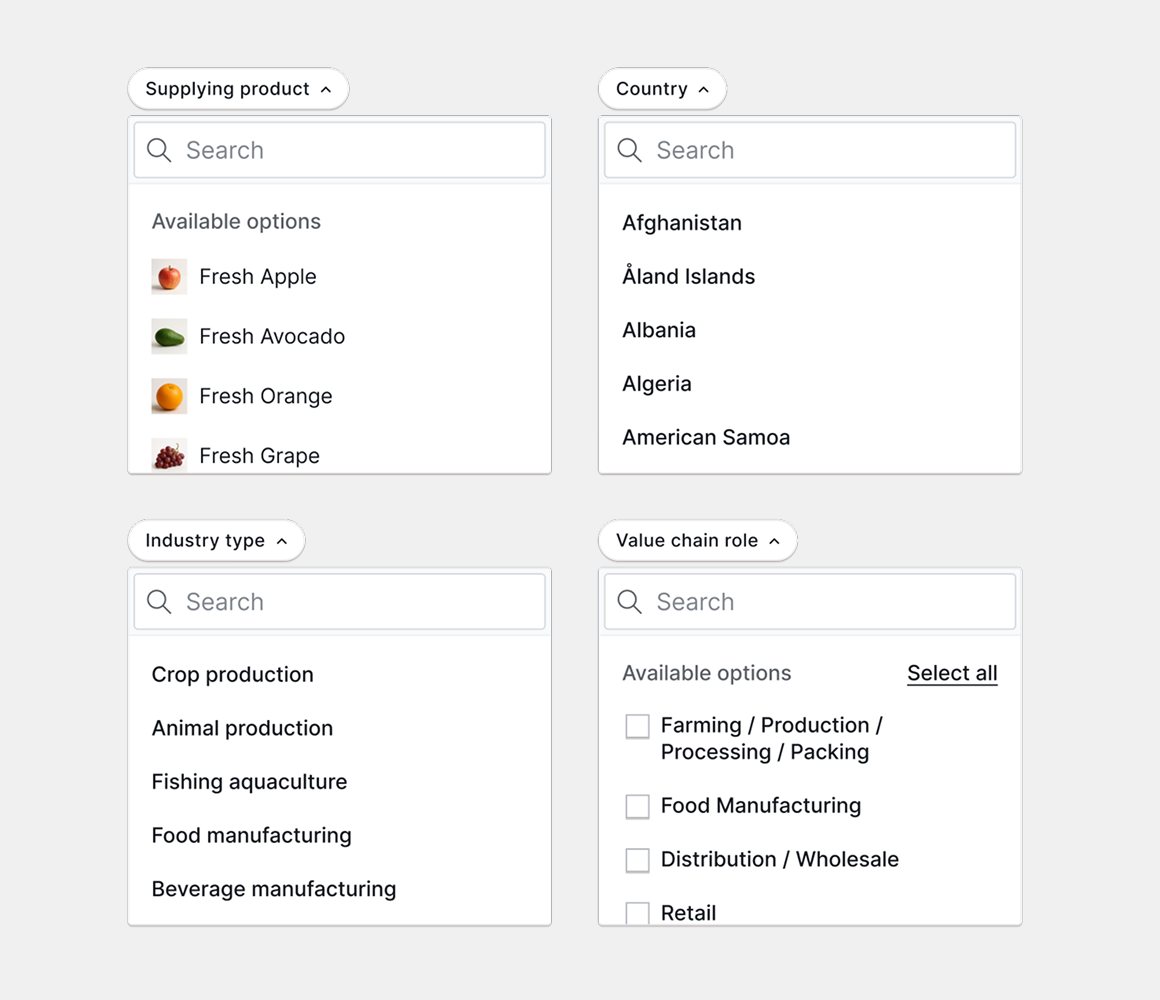 Supplying product
Search
Available options
Fresh Apple
Fresh Avocado
Fresh Orange
Fresh Grape
Country
Search
Afghanistan
Åland Islands
Albania
Algeria
American Samoa
Industry type
Search
Crop production
Animal production
Fishing aquaculture
Food manufacturing
Beverage manufacturing
Value chain role
Search
Available options Select all
Farming / Production /
Processing / Packing
Food Manufacturing
Distribution / Wholesale
Retail